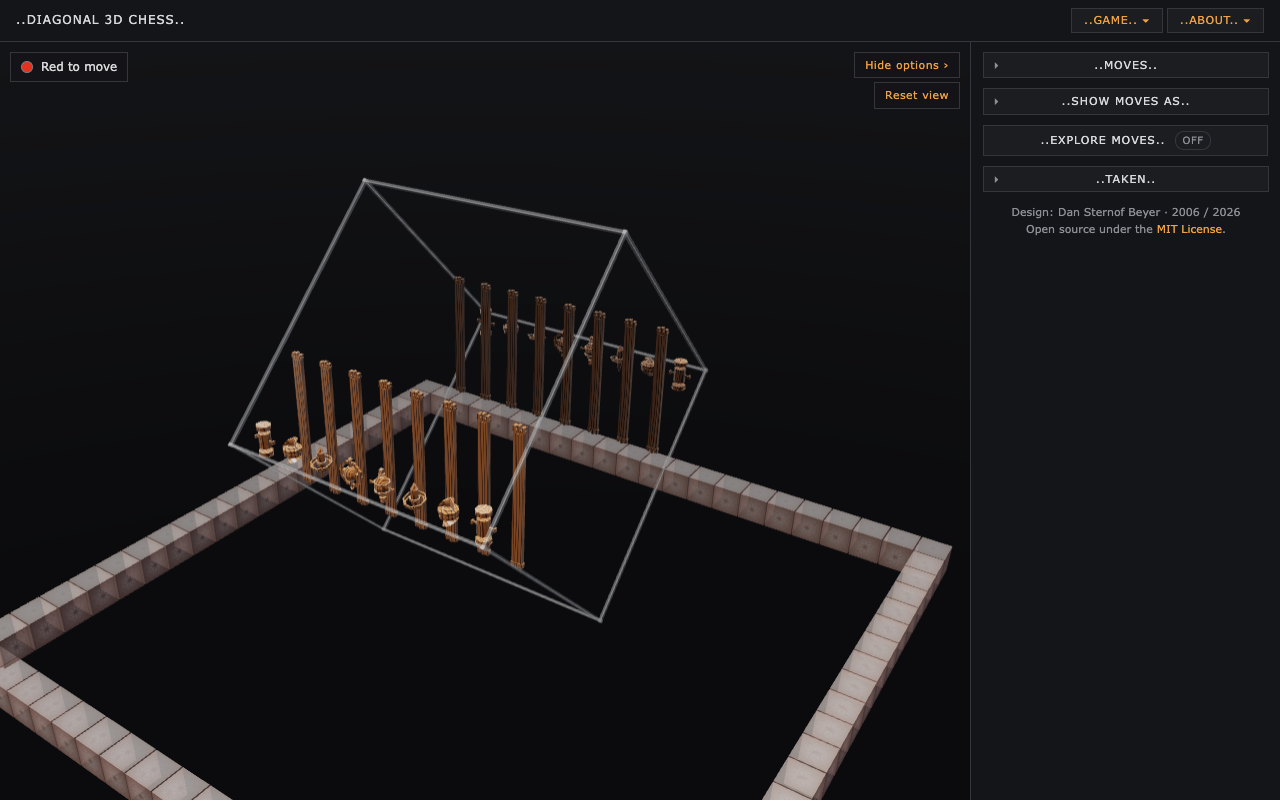 ..DIAGONAL 3D CHESS..
..GAME..
..ABOUT..
Red to move
Hide options ›
Reset view
..MOVES..
..SHOW MOVES AS..
..EXPLORE MOVES.. OFF
..TAKEN..
Design: Dan Sternof Beyer · 2006 / 2026
Open source under the MIT License.